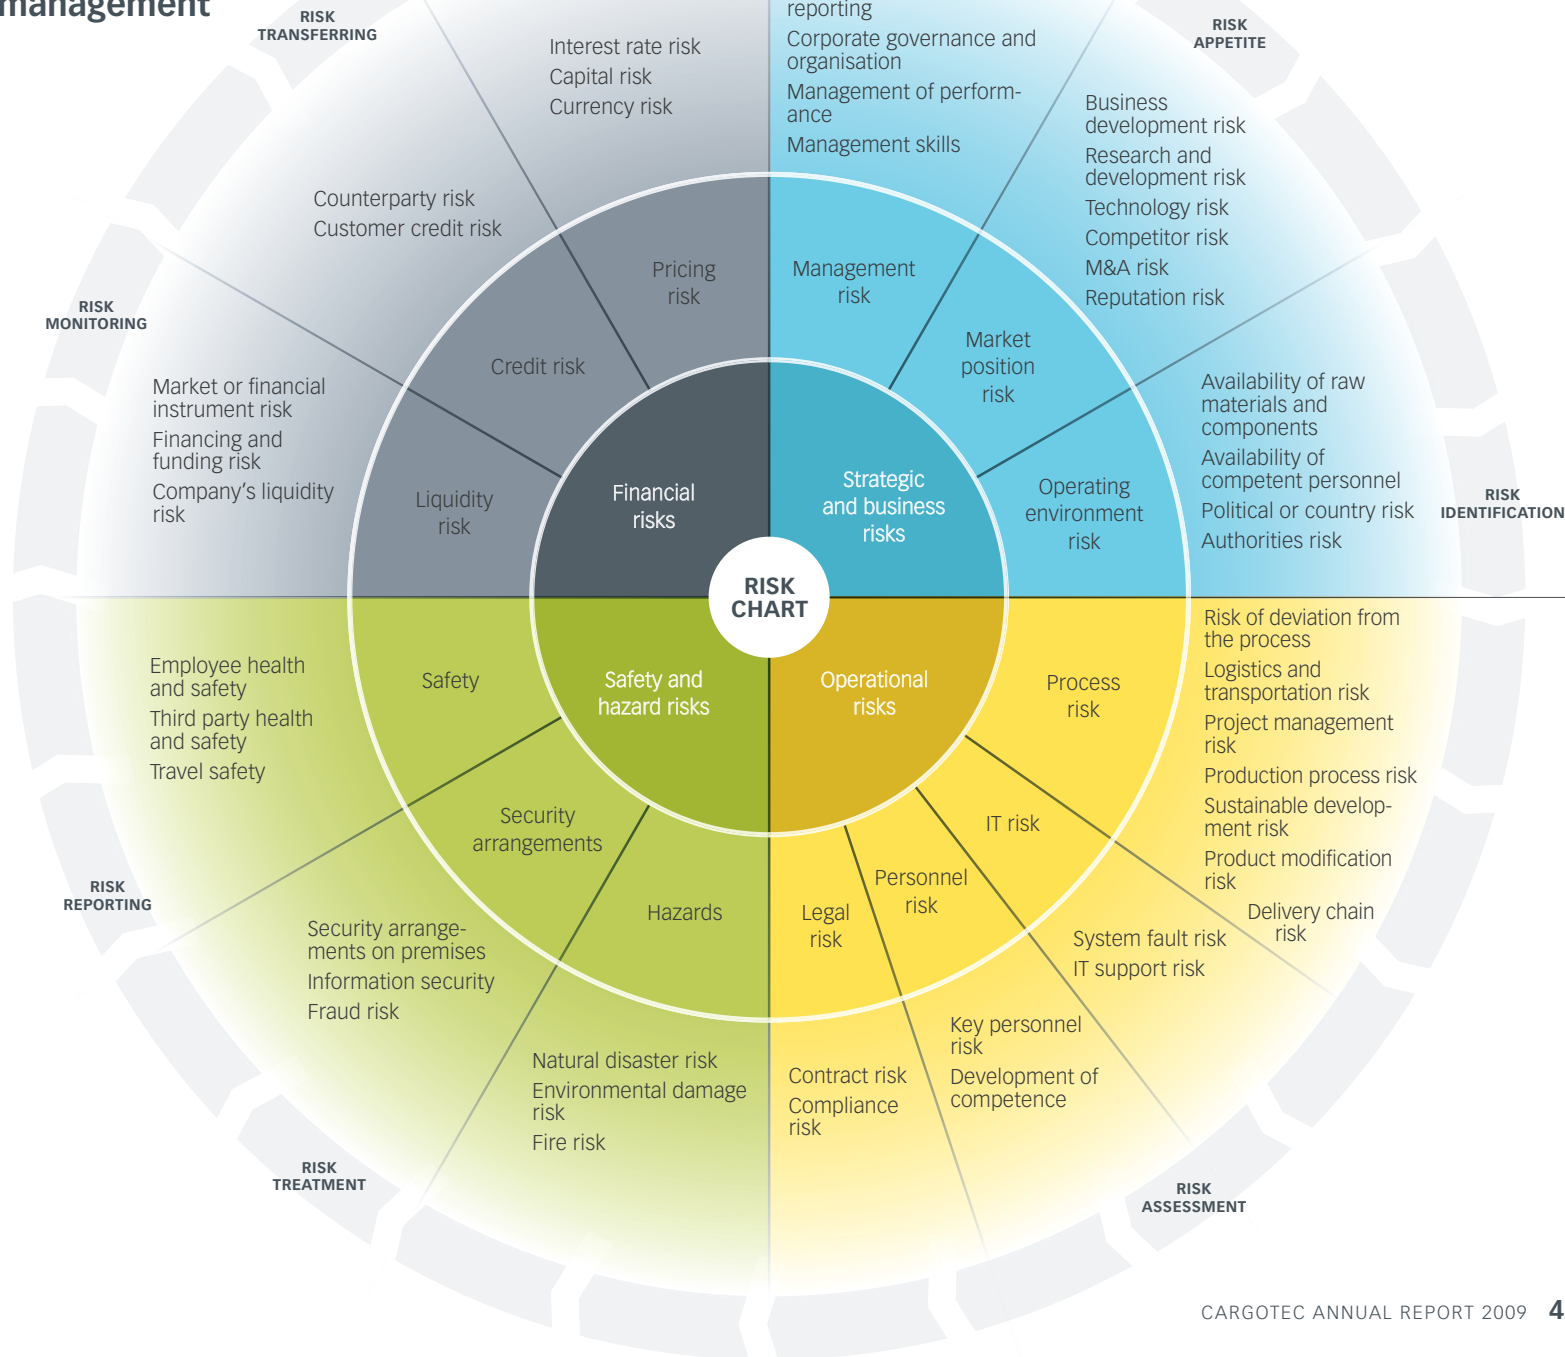 management
RISK
TRANSFERRING
Interest rate risk
Capital risk
Currency risk
reporting
Corporate governance and
organisation
Management of perform-
ance
Management skills
RISK
APPETITE
Business
development risk
Research and
development risk
Technology risk
Competitor risk
M&A risk
Reputation risk
Counterparty risk
Customer credit risk
Pricing
risk
Management
risk
RISK
MONITORING
Credit risk
Market
position
risk
Market or financial
instrument risk
Financing and
funding risk
Company's liquidity
risk
Liquidity
risk
Financial
risks
Strategic
and business
risks
Operating
environment
risk
Availability of raw
materials and
components
Availability of
competent personnel
Political or country risk
Authorities risk
RISK
IDENTIFICATION
RISK
CHART
Employee health
and safety
Third party health
and safety
Travel safety
Safety
Safety and
hazard risks
Operational
risks
Process
risk
Risk of deviation from
the process
Logistics and
transportation risk
Project management
risk
Production process risk
Sustainable develop-
ment risk
Product modification
risk
Delivery chain
risk
Security
arrangements
IT risk
RISK
REPORTING
Hazards
Legal
risk
Personnel
risk
Security arrange-
ments on premises
Information security
Fraud risk
System fault risk
IT support risk
Natural disaster risk
Environmental damage
risk
Fire risk
Contract risk
Compliance
risk
Key personnel
risk
Development of
competence
RISK
TREATMENT
RISK
ASSESSMENT
CARGOTEC ANNUAL REPORT 2009 4